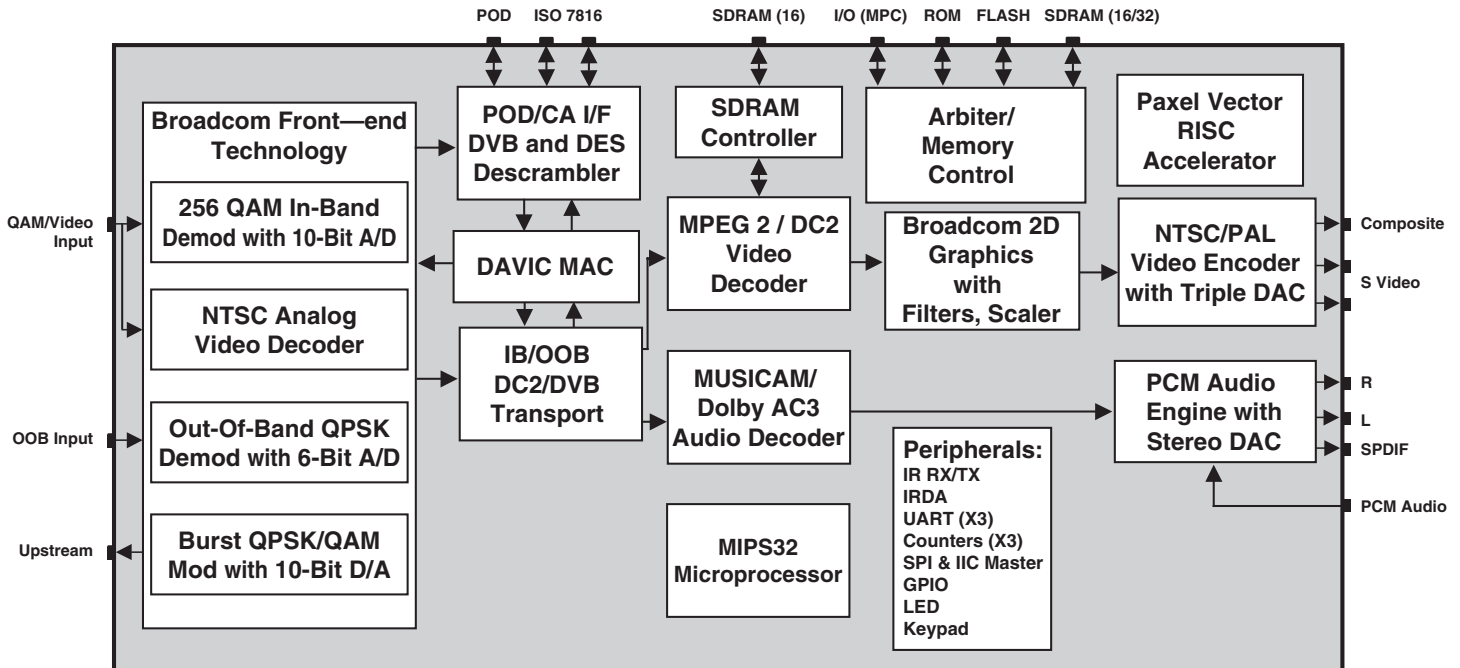 POD
ISO 7816
SDRAM (16)
I/O (MPC)
ROM
FLASH
SDRAM (16/32)
Broadcom Front—end
Technology
256 QAM In-Band
Demod with 10-Bit A/D
NTSC Analog
Video Decoder
Out-Of-Band QPSK
Demod with 6-Bit A/D
Burst QPSK/QAM
Mod with 10-Bit D/A
QAM/Video
Input
OOB Input
Upstream
POD/CA I/F
DVB and DES
Descrambler
DAVIC MAC
IB/OOB
DC2/DVB
Transport
SDRAM
Controller
MPEG 2 / DC2
Video
Decoder
MUSICAM/
Dolby AC3
Audio Decoder
MIPS32
Microprocessor
Arbiter/
Memory
Control
Broadcom 2D
Graphics
with
Filters, Scaler
Peripherals:
IR RX/TX
IRDA
UART (X3)
Counters (X3)
SPI & IIC Master
GPIO
LED
Keypad
Paxel Vector
RISC
Accelerator
NTSC/PAL
Video Encoder
with Triple DAC
PCM Audio
Engine with
Stereo DAC
Composite
S Video
R
L
SPDIF
PCM Audio